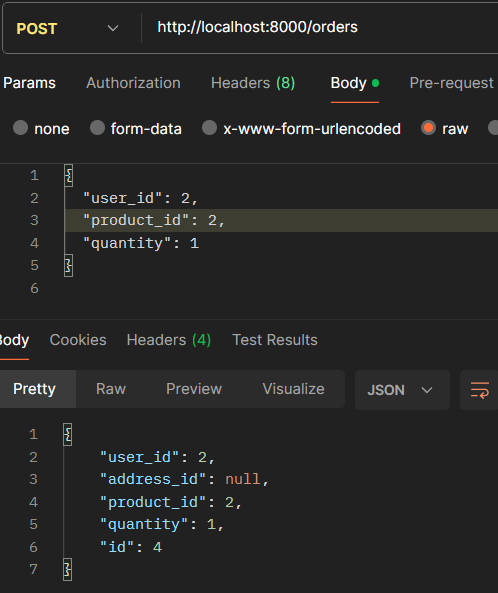 POST http://localhost:8000/orders
Params Authorization Headers (8) Body Pre-request
none form-data x-www-form-urlencoded raw
1 {
2 "user_id": 2,
3 "product_id": 2,
4 "quantity": 1
5 }
6
Body Cookies Headers (4) Test Results
Pretty Raw Preview Visualize JSON
1 {
2 "user_id": 2,
3 "address_id": null,
4 "product_id": 2,
5 "quantity": 1,
6 "id": 4
7 }